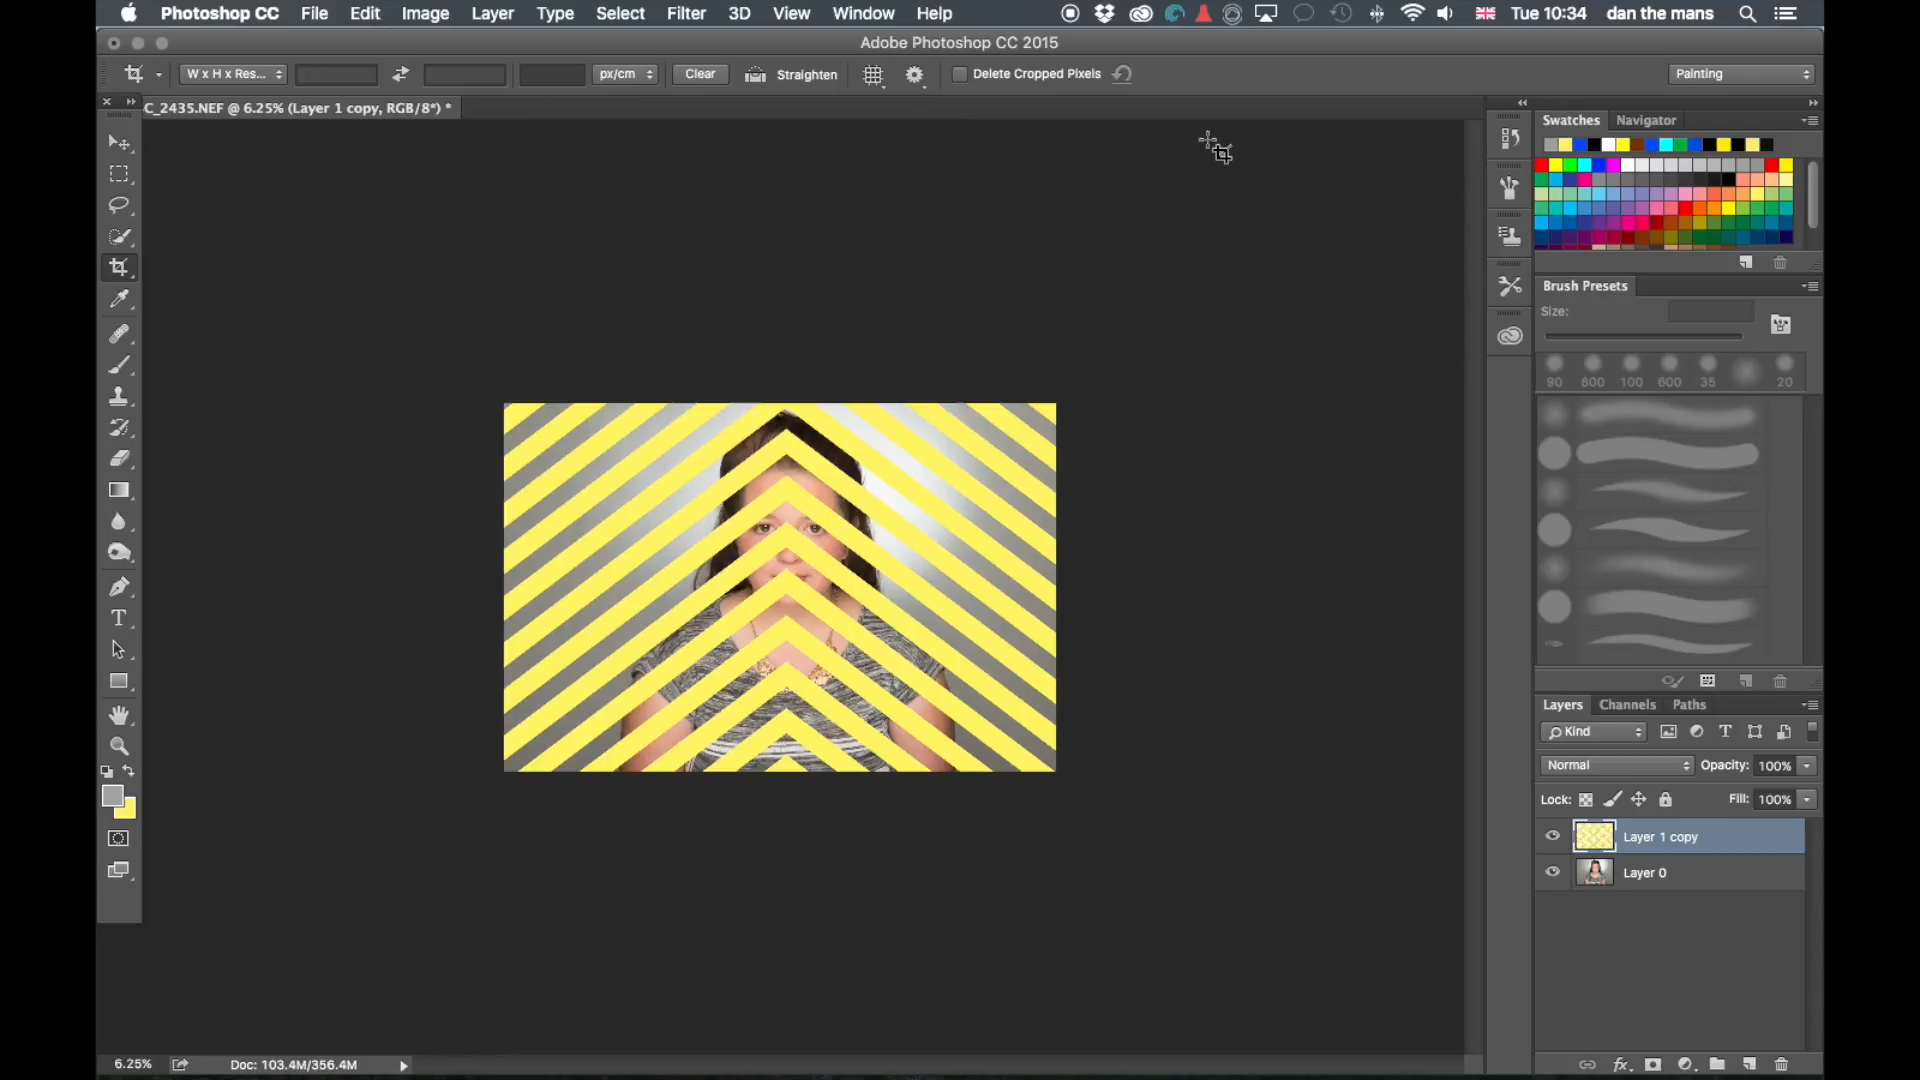 Photoshop CC File Edit Image Layer Type Select Filter 3D View Window Help Tue 10:34 dan the mans
Adobe Photoshop CC 2015
W x H x Res... px/cm Clear Straighten Delete Cropped Pixels Painting
C_2435.NEF @ 6.25% (Layer 1 copy, RGB/8*) *
Swatches Navigator
Brush Presets
Size:
90 800 100 600 35 20
Layers Channels Paths
Kind
Normal Opacity: 100%
Lock: Fill: 100%
Layer 1 copy
Layer 0
6.25% Doc: 103.4M/356.4M